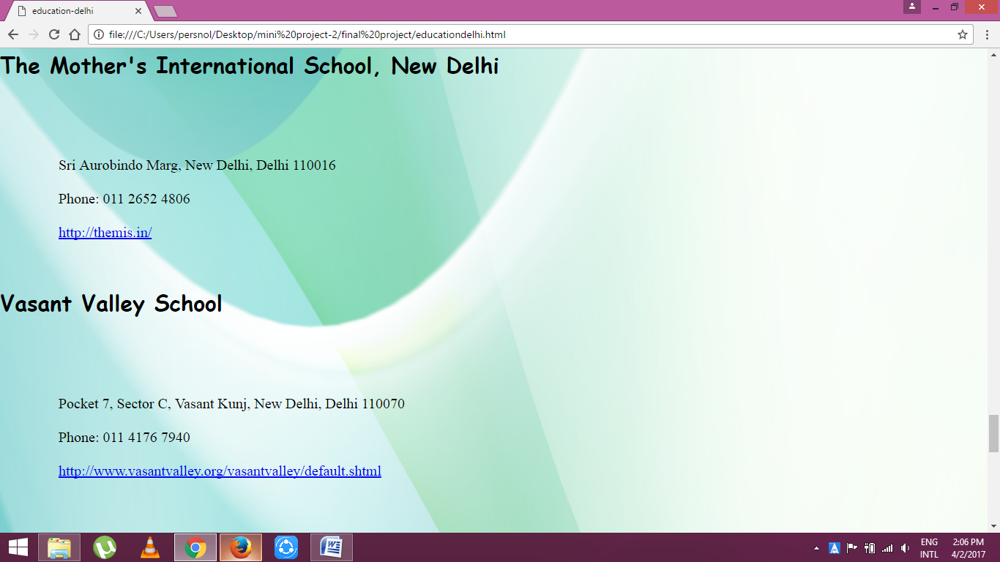 education-delhi
file:///C:/Users/persnol/Desktop/mini%20project-2/final%20project/educationdelhi.html
The Mother's International School, New Delhi
Sri Aurobindo Marg, New Delhi, Delhi 110016
Phone: 011 2652 4806
http://themis.in/
Vasant Valley School
Pocket 7, Sector C, Vasant Kunj, New Delhi, Delhi 110070
Phone: 011 4176 7940
http://www.vasantvalley.org/vasantvalley/default.shtml
ENG 2:06 PM
INTL 4/2/2017